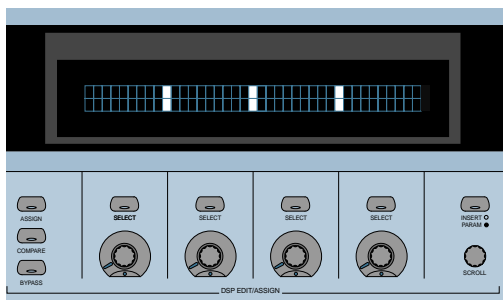 ASSIGN
SELECT
SELECT
SELECT
SELECT
INSERT
PARAM
COMPARE
BYPASS
SCROLL
DSP EDIT/ASSIGN